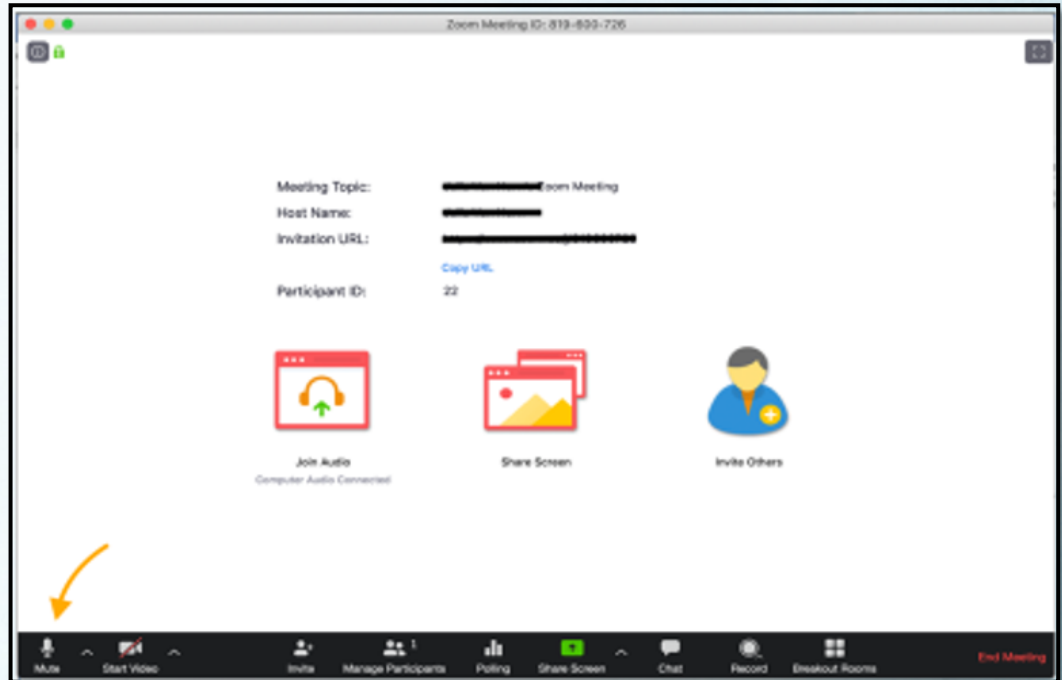 Zoom Meeting ID: 819-600-726
Meeting Topic: Zoom Meeting
Host Name:
Invitation URL:
Copy URL
Participant ID: 22
Join Audio Share Screen Invite Others
Computer Audio Connected
1
Mute Start Video Invite Manage Participants Polling Share Screen Chat Record Breakout Rooms End Meeting